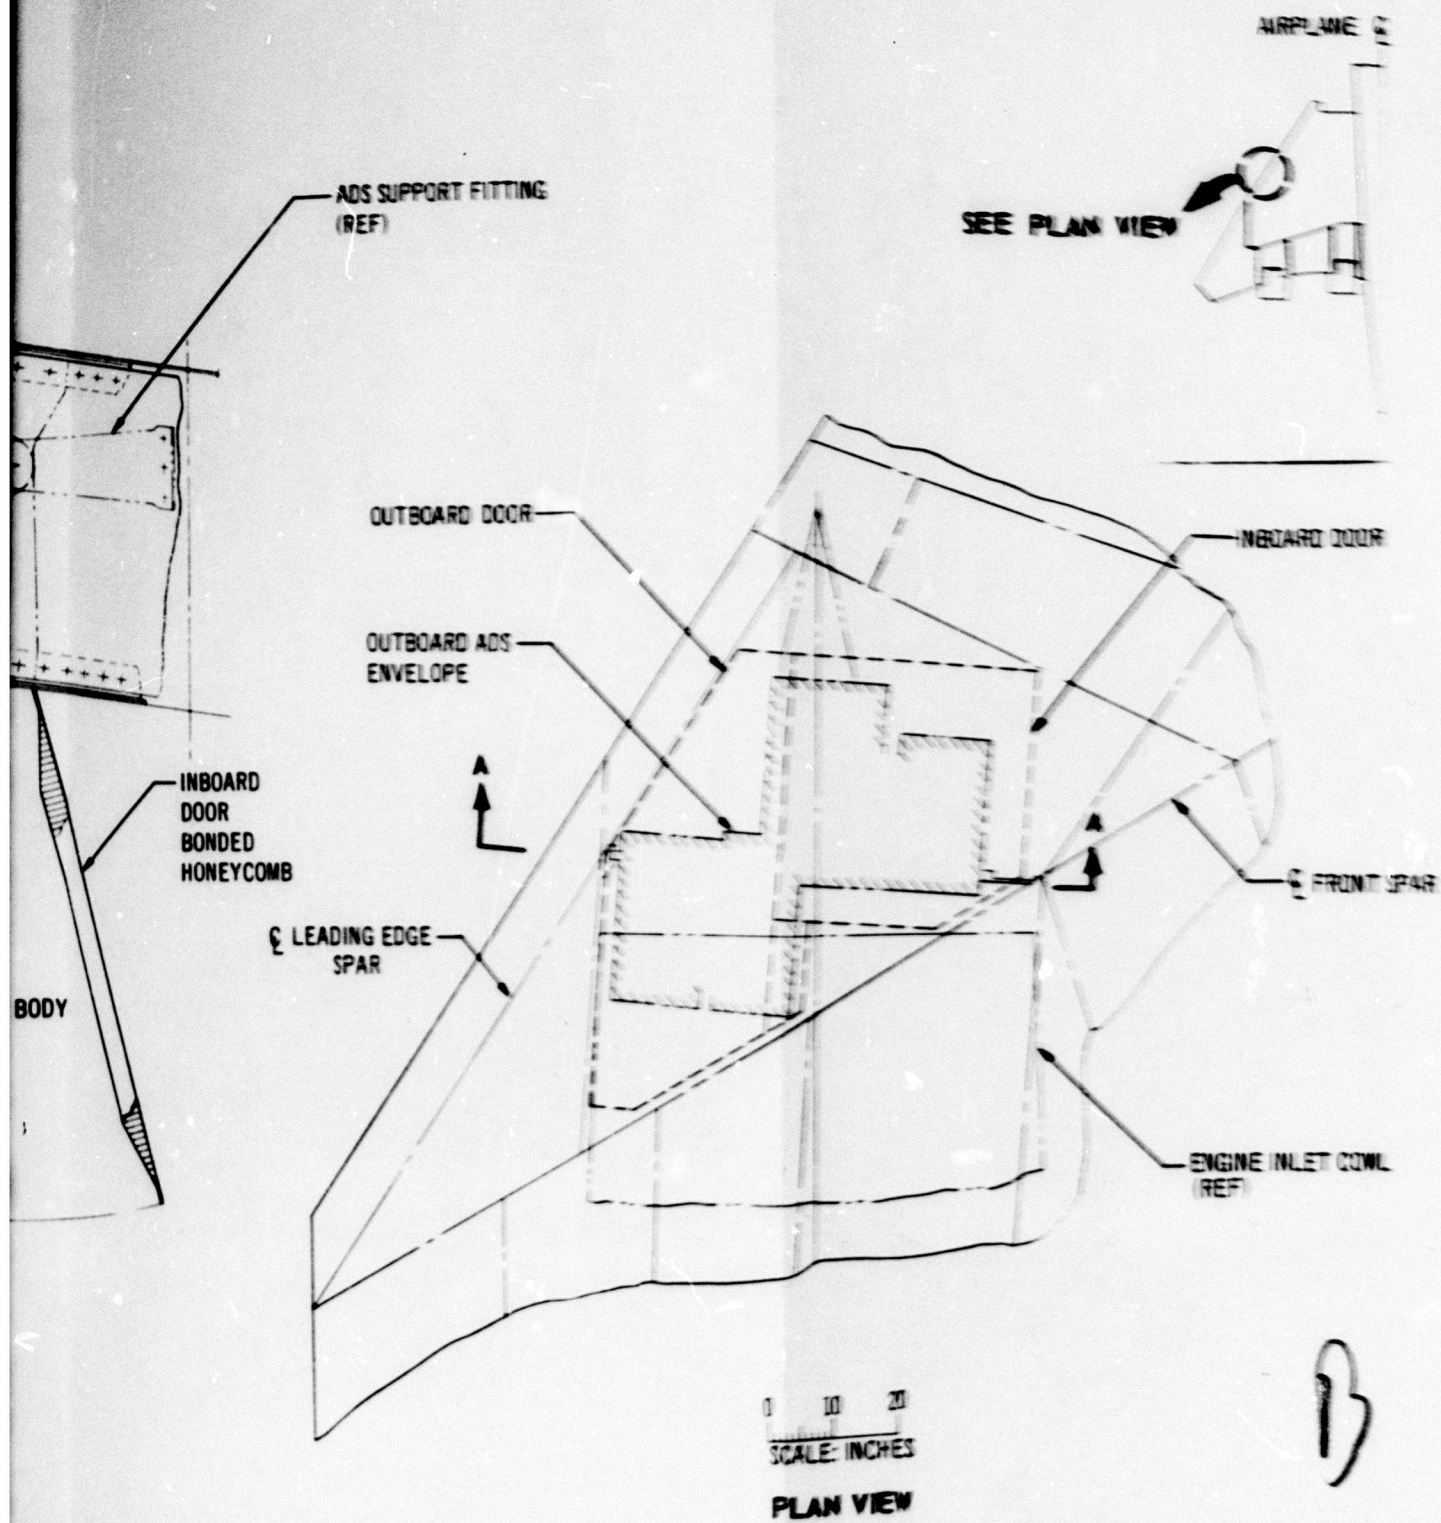 AIRPLANE ℄
ADS SUPPORT FITTING
(REF)
SEE PLAN VIEW
OUTBOARD DOOR
INBOARD DOOR
OUTBOARD ADS
ENVELOPE
A
INBOARD
DOOR
BONDED
HONEYCOMB
A
℄ FRONT SPAR
℄ LEADING EDGE
SPAR
BODY
ENGINE INLET COWL
(REF)
0 10 20
SCALE: INCHES
PLAN VIEW
B